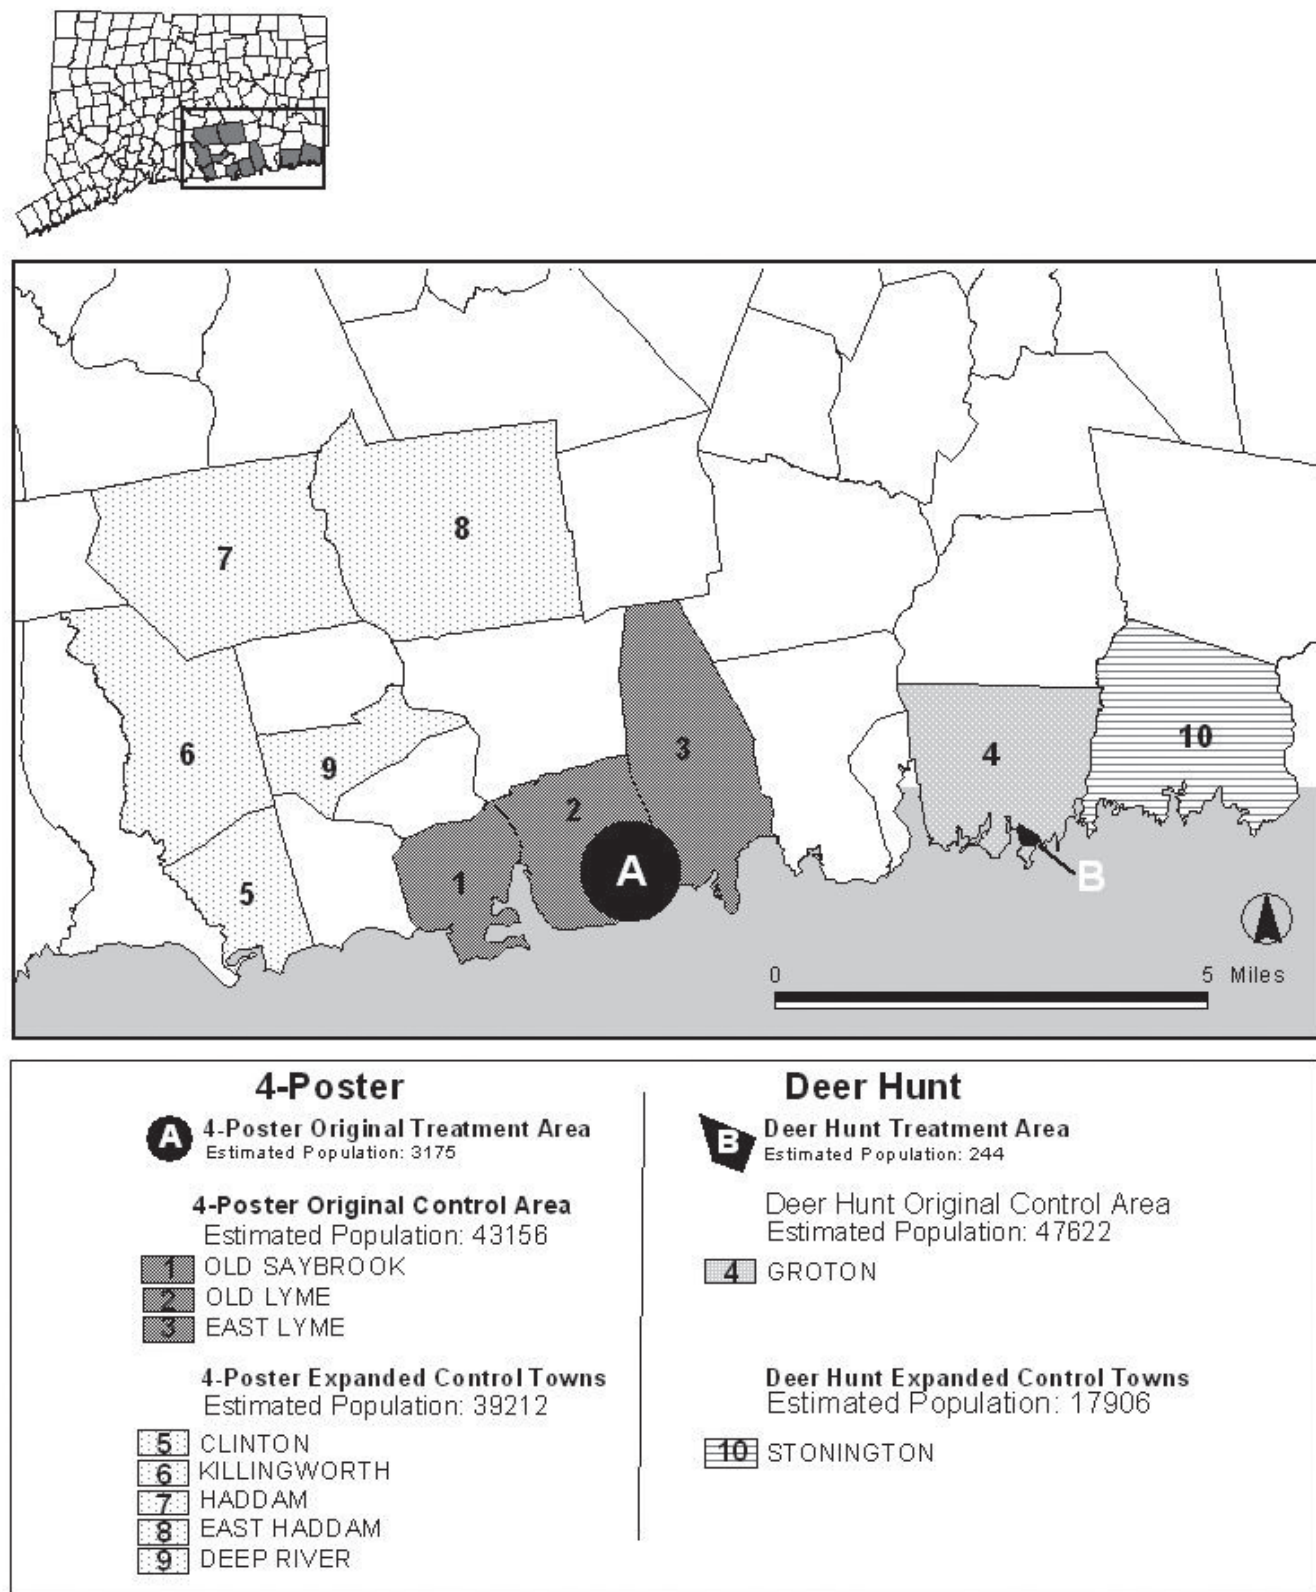 7
8
6
9
3
4
10
2
1
A
5
B
0 5 Miles
4-Poster
A
4-Poster Original Treatment Area
Estimated Population: 3175
4-Poster Original Control Area
Estimated Population: 43156
1 OLD SAYBROOK
2 OLD LYME
3 EAST LYME
4-Poster Expanded Control Towns
Estimated Population: 39212
5 CLINTON
6 KILLINGWORTH
7 HADDAM
8 EAST HADDAM
9 DEEP RIVER
Deer Hunt
B
Deer Hunt Treatment Area
Estimated Population: 244
Deer Hunt Original Control Area
Estimated Population: 47622
4 GROTON
Deer Hunt Expanded Control Towns
Estimated Population: 17906
10 STONINGTON